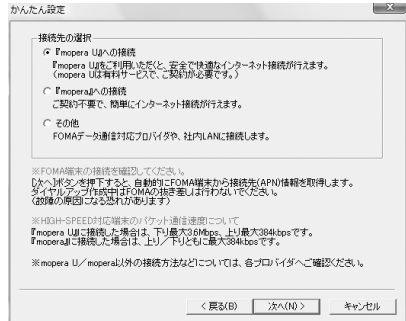 かんたん設定
接続先の選択
『mopera U』への接続
『mopera U』をご利用いただくと、安全で快適なインターネット接続が行えます。
(mopera Uは有料サービスで、ご契約が必要です。)
『mopera』への接続
ご契約不要で、簡単にインターネット接続が行えます。
その他
FOMAデータ通信対応プロバイダや、社内LANに接続します。
※FOMA端末の接続を確認してください。
[次へ]ボタンを押下すると、自動的にFOMA端末から接続先(APN)情報を取得します。
ダイヤルアップ作成中はFOMAの抜き差しは行わないでください。
(故障の原因になる恐れがあります)
※HIGH-SPEED対応端末のパケット通信速度について
『mopera U』に接続した場合は、下り最大3.6Mbps、上り最大384kbpsです。
『mopera』に接続した場合は、上り/下りともに最大384kbpsです。
※mopera U/mopera以外の接続方法などについては、各プロバイダへご確認ください。
< 戻る(B) 次へ(N) > キャンセル